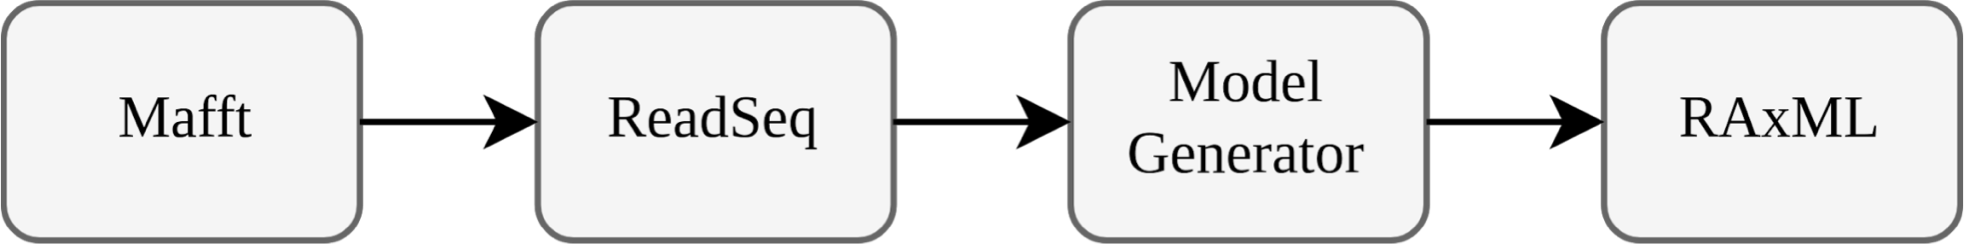 Mafft
ReadSeq
Model
Generator
RAxML